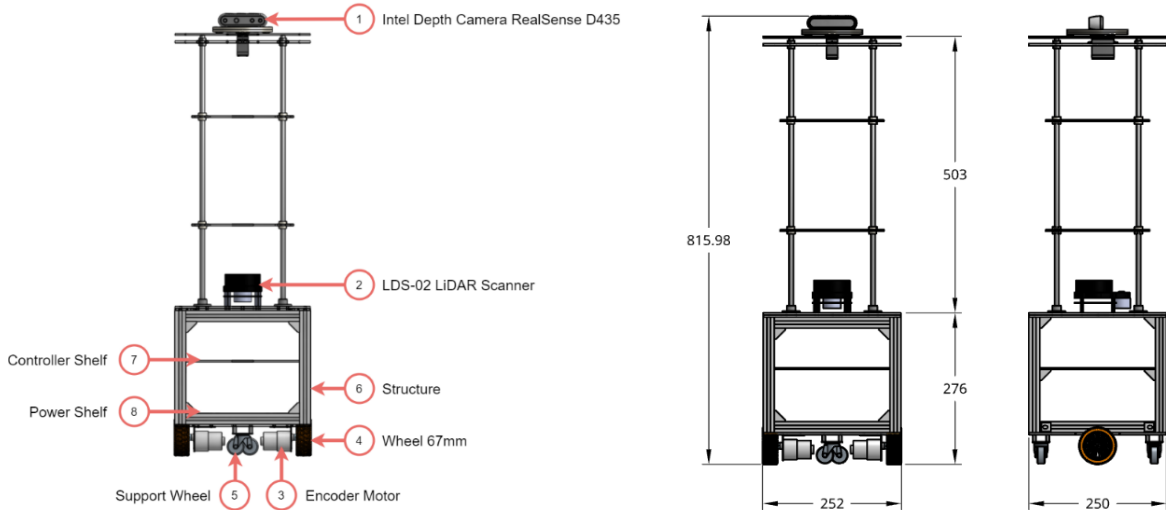 1 Intel Depth Camera RealSense D435
2 LDS-02 LiDAR Scanner
Controller Shelf 7
6 Structure
Power Shelf 8
4 Wheel 67mm
Support Wheel 5
3 Encoder Motor
815.98
503
276
252
250